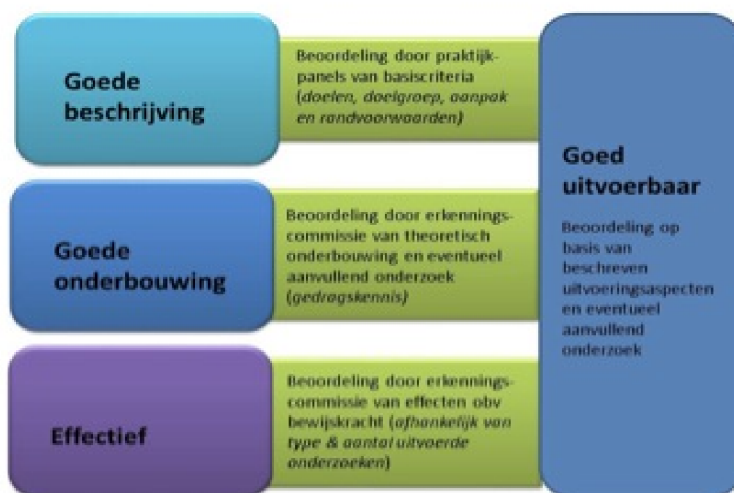 Goede
beschrijving
Beoordeling door praktijk-
panels van basiscriteria
(doelen, doelgroep, aanpak
en randvoorwaarden)
Goede
onderbouwing
Beoordeling door erkennings-
commissie van theoretisch
onderbouwing en eventueel
aanvullend onderzoek
(gedragskennis)
Effectief
Beoordeling door erkennings-
commissie van effecten obv
bewijskracht (afhankelijk van
type & aantal uitvoerde
onderzoeken)
Goed
uitvoerbaar
Beoordeling op
basis van
beschreven
uitvoeringsaspecten
en eventueel
aanvullend
onderzoek